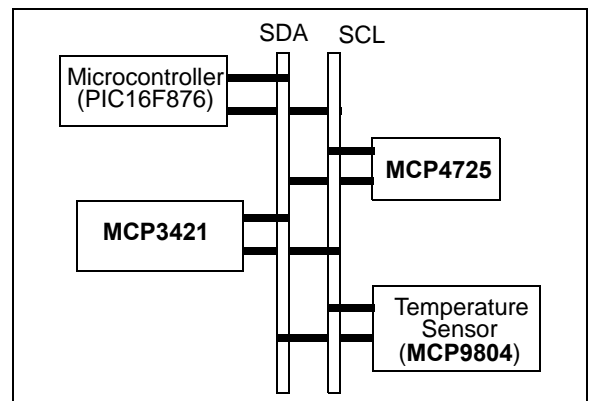 SDA SCL
Microcontroller
(PIC16F876)
MCP4725
MCP3421
Temperature
Sensor
(MCP9804)